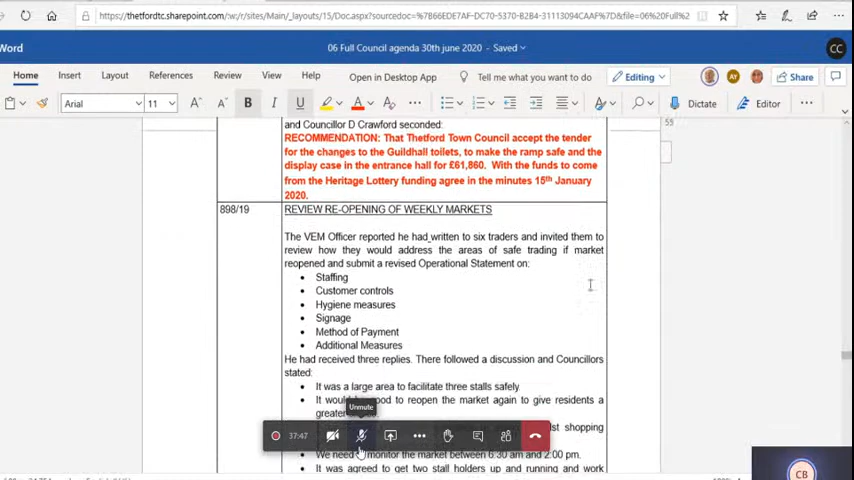 https://thetfordtc.sharepoint.com/:w:/r/sites/Main/_layouts/15/Doc.aspx?sourcedoc=%7B66EDE7AF-DC70-5370-B2B4-31113094CAAF%7D&file=06%20Full%2
Word
06 Full Council agenda 30th june 2020 - Saved
CC
Home Insert Layout References Review View Help Open in Desktop App Tell me what you want to do Editing AY Share
Arial 11 B I U A Dictate Editor
and Councillor D Crawford seconded:
RECOMMENDATION: That Thetford Town Council accept the tender
for the changes to the Guildhall toilets, to make the ramp safe and the
display case in the entrance hall for £61,860. With the funds to come
from the Heritage Lottery funding agree in the minutes 15th January
2020.
898/19 REVIEW RE-OPENING OF WEEKLY MARKETS
The VEM Officer reported he had written to six traders and invited them to
review how they would address the areas of safe trading if market
reopened and submit a revised Operational Statement on:
• Staffing
• Customer controls
• Hygiene measures
• Signage
• Method of Payment
• Additional Measures
He had received three replies. There followed a discussion and Councillors
stated:
• It was a large area to facilitate three stalls safely.
• It would good to reopen the market again to give residents a
greater
Unmute
37:47
shopping
We need monitor the market between 6:30 am and 2:00 pm.
• It was agreed to get two stall holders up and running and work
CB